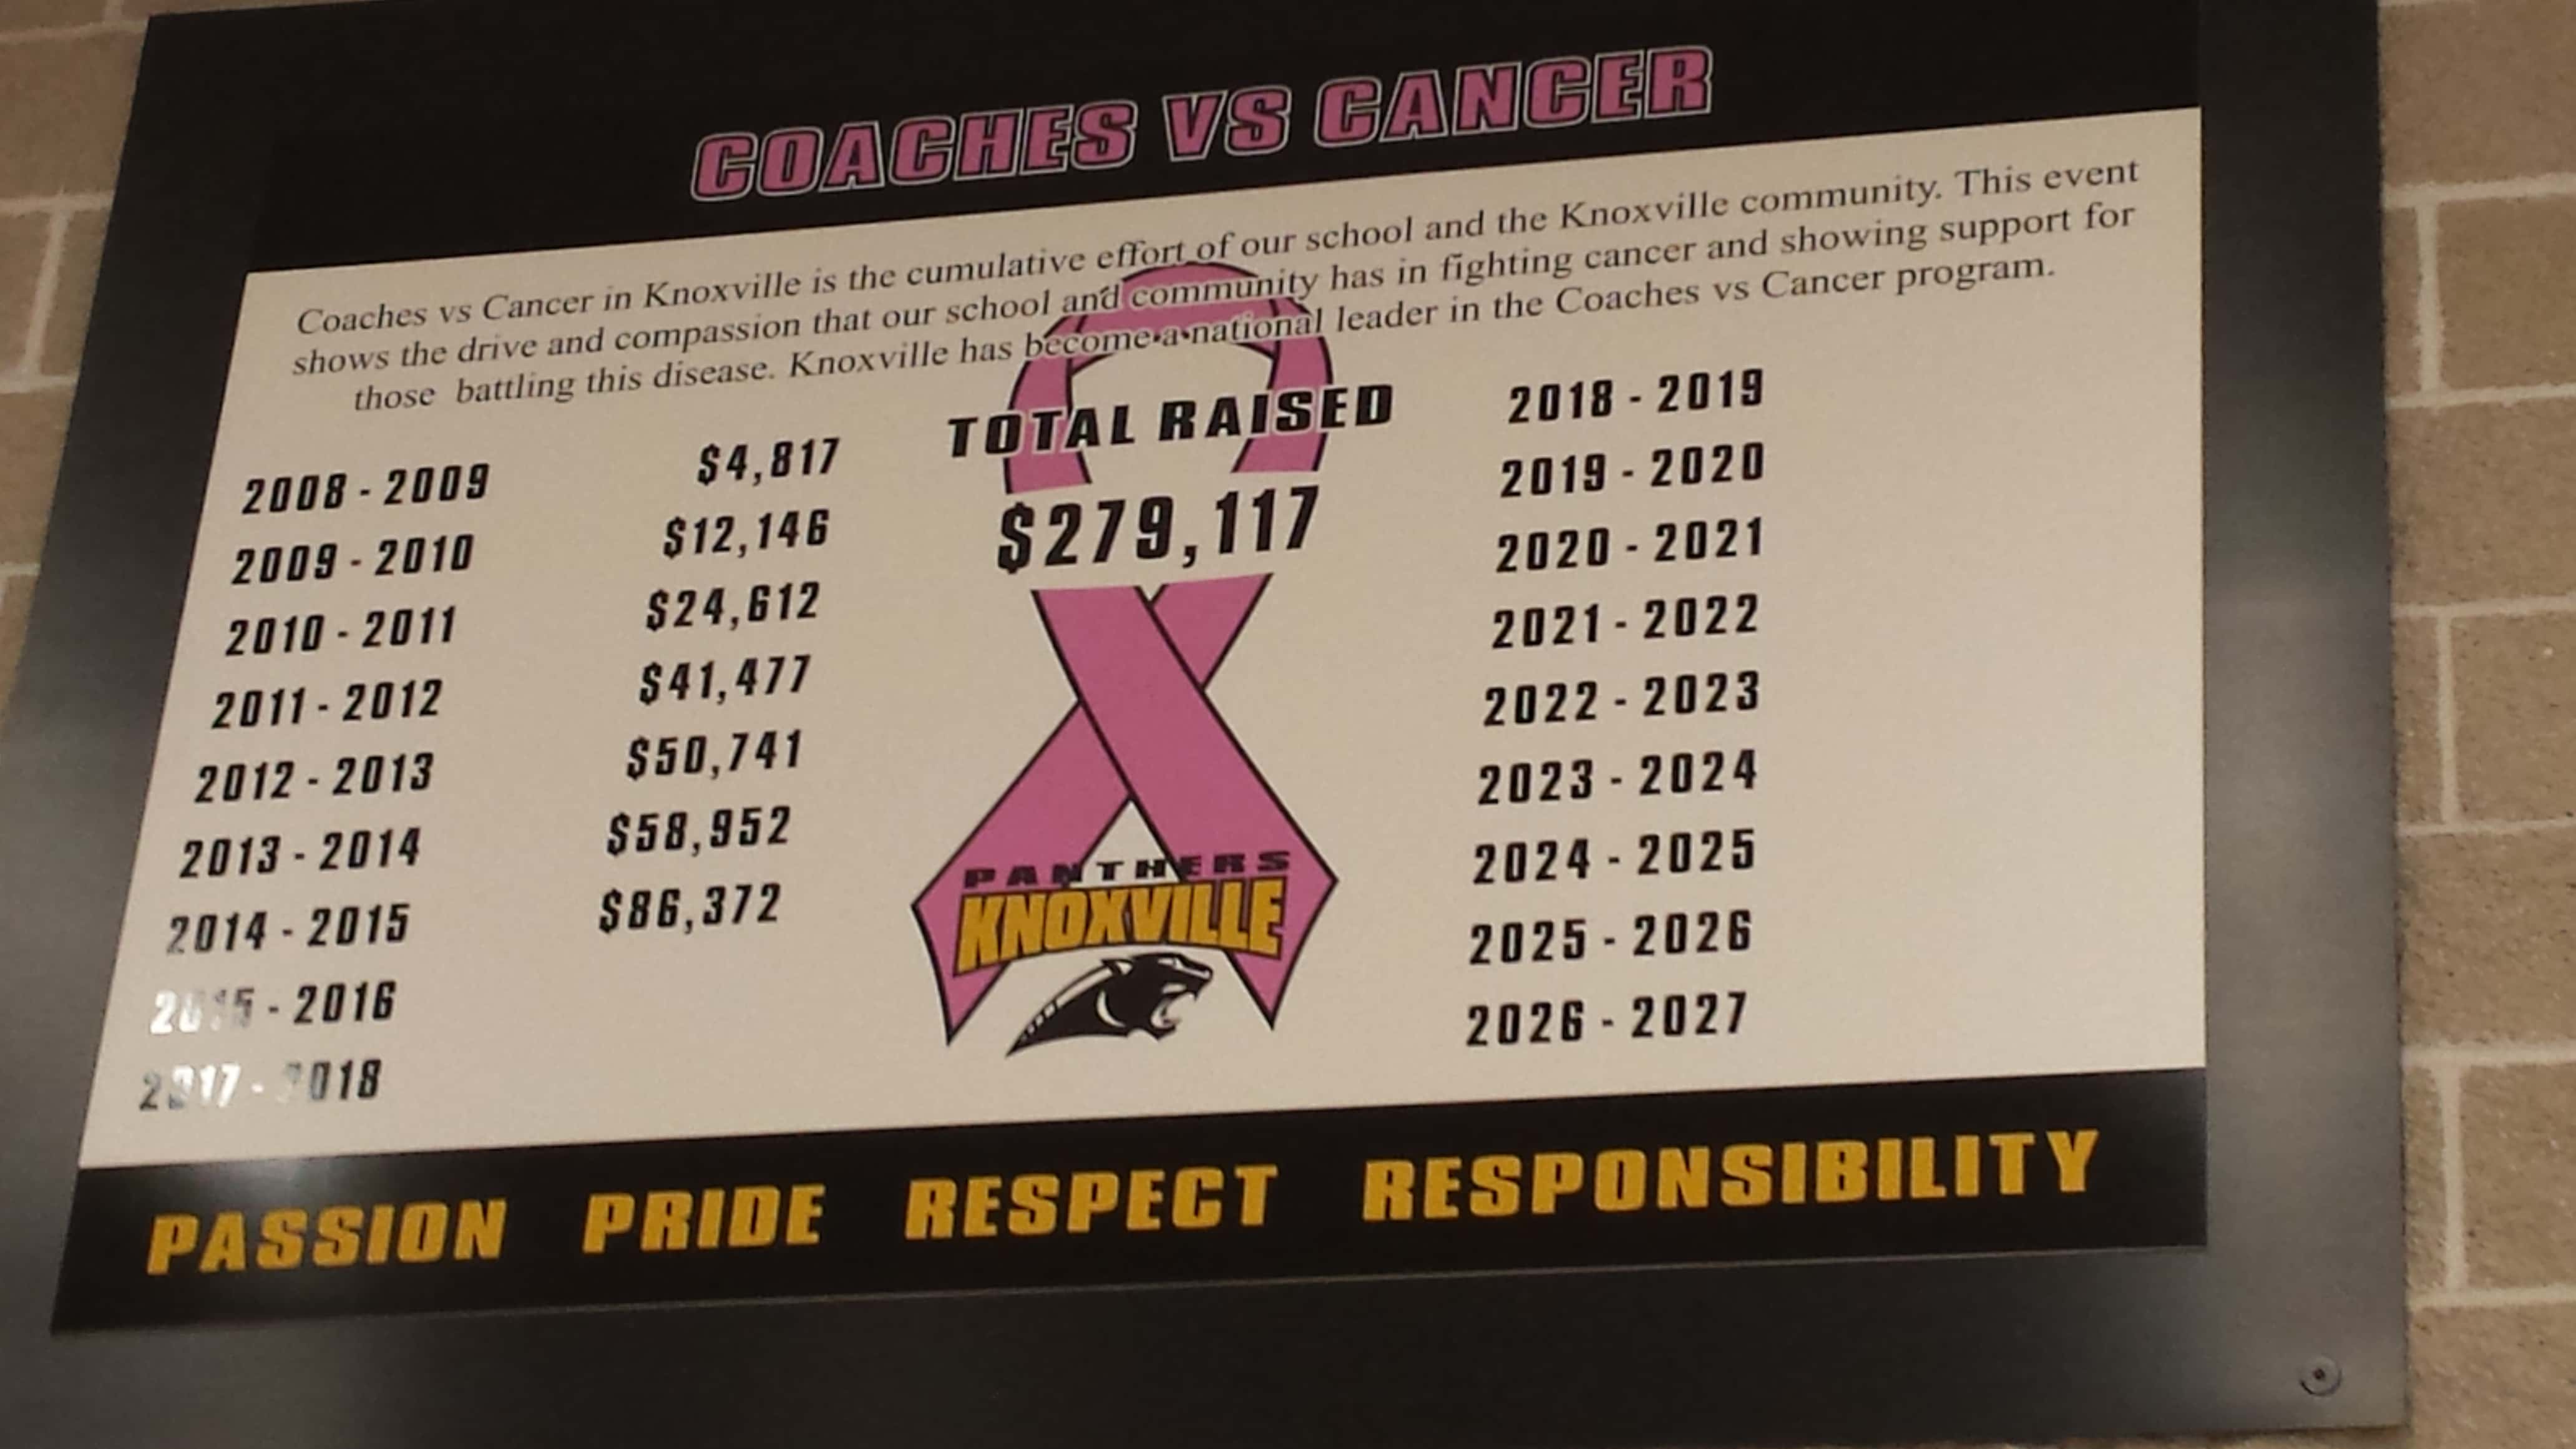 COACHES VS CANCER
Coaches vs Cancer in Knoxville is the cumulative effort of our school and the Knoxville community. This event
shows the drive and compassion that our school and community has in fighting cancer and showing support for
those battling this disease. Knoxville has become a national leader in the Coaches vs Cancer program.
2008 - 2009 $4,817
2009 - 2010 $12,146
2010 - 2011 $24,612
2011 - 2012 $41,477
2012 - 2013 $50,741
2013 - 2014 $58,952
2014 - 2015 $86,372
2015 - 2016
2017 - 2018
TOTAL RAISED
$279,117
PANTHERS
KNOXVILLE
2018 - 2019
2019 - 2020
2020 - 2021
2021 - 2022
2022 - 2023
2023 - 2024
2024 - 2025
2025 - 2026
2026 - 2027
PASSION PRIDE RESPECT RESPONSIBILITY